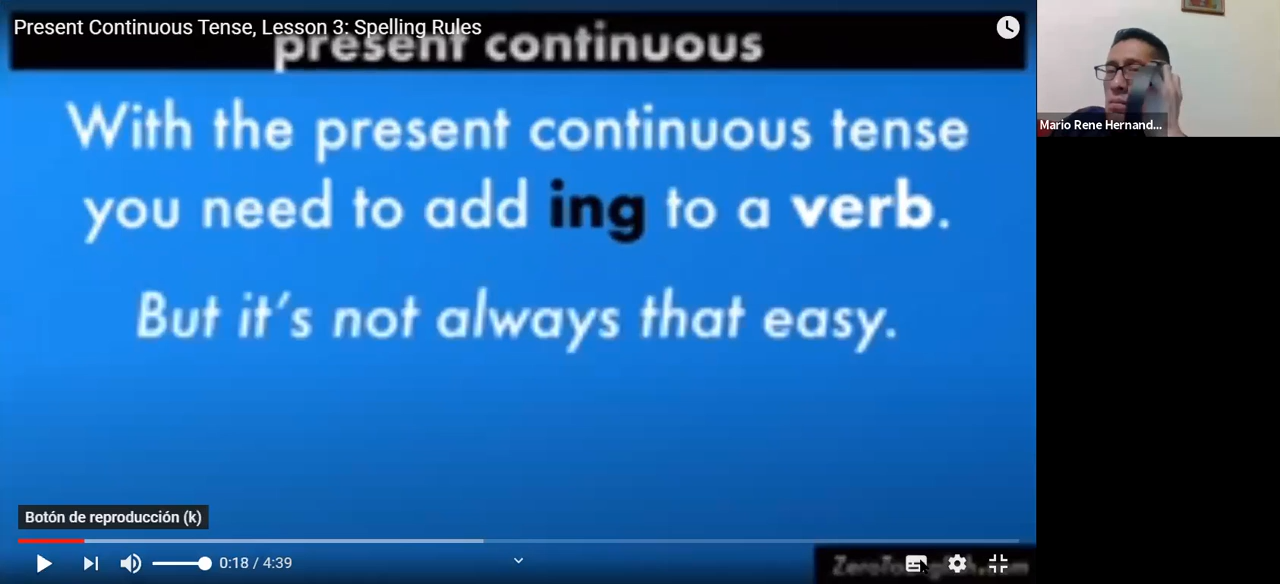 Present Continuous Tense, Lesson 3: Spelling Rules
present continuous
With the present continuous tense
you need to add ing to a verb.
But it's not always that easy.
Mario Rene Hernand...
Botón de reproducción (k)
0:18 / 4:39